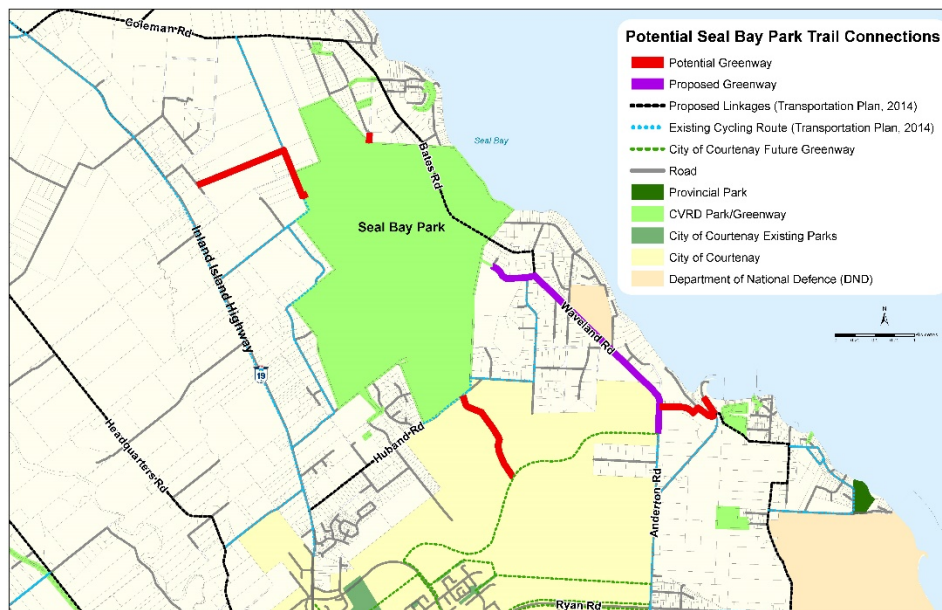 Coleman Rd
Potential Seal Bay Park Trail Connections
Potential Greenway
Proposed Greenway
Proposed Linkages (Transportation Plan, 2014)
Existing Cycling Route (Transportation Plan, 2014)
City of Courtenay Future Greenway
Road
Provincial Park
CVRD Park/Greenway
City of Courtenay Existing Parks
City of Courtenay
Department of National Defence (DND)
N
Seal Bay
Bates Rd
Seal Bay Park
Inland Island Highway
19
Waveland Rd
Headquarters Rd
Huband Rd
Anderton Rd
Ryan Rd